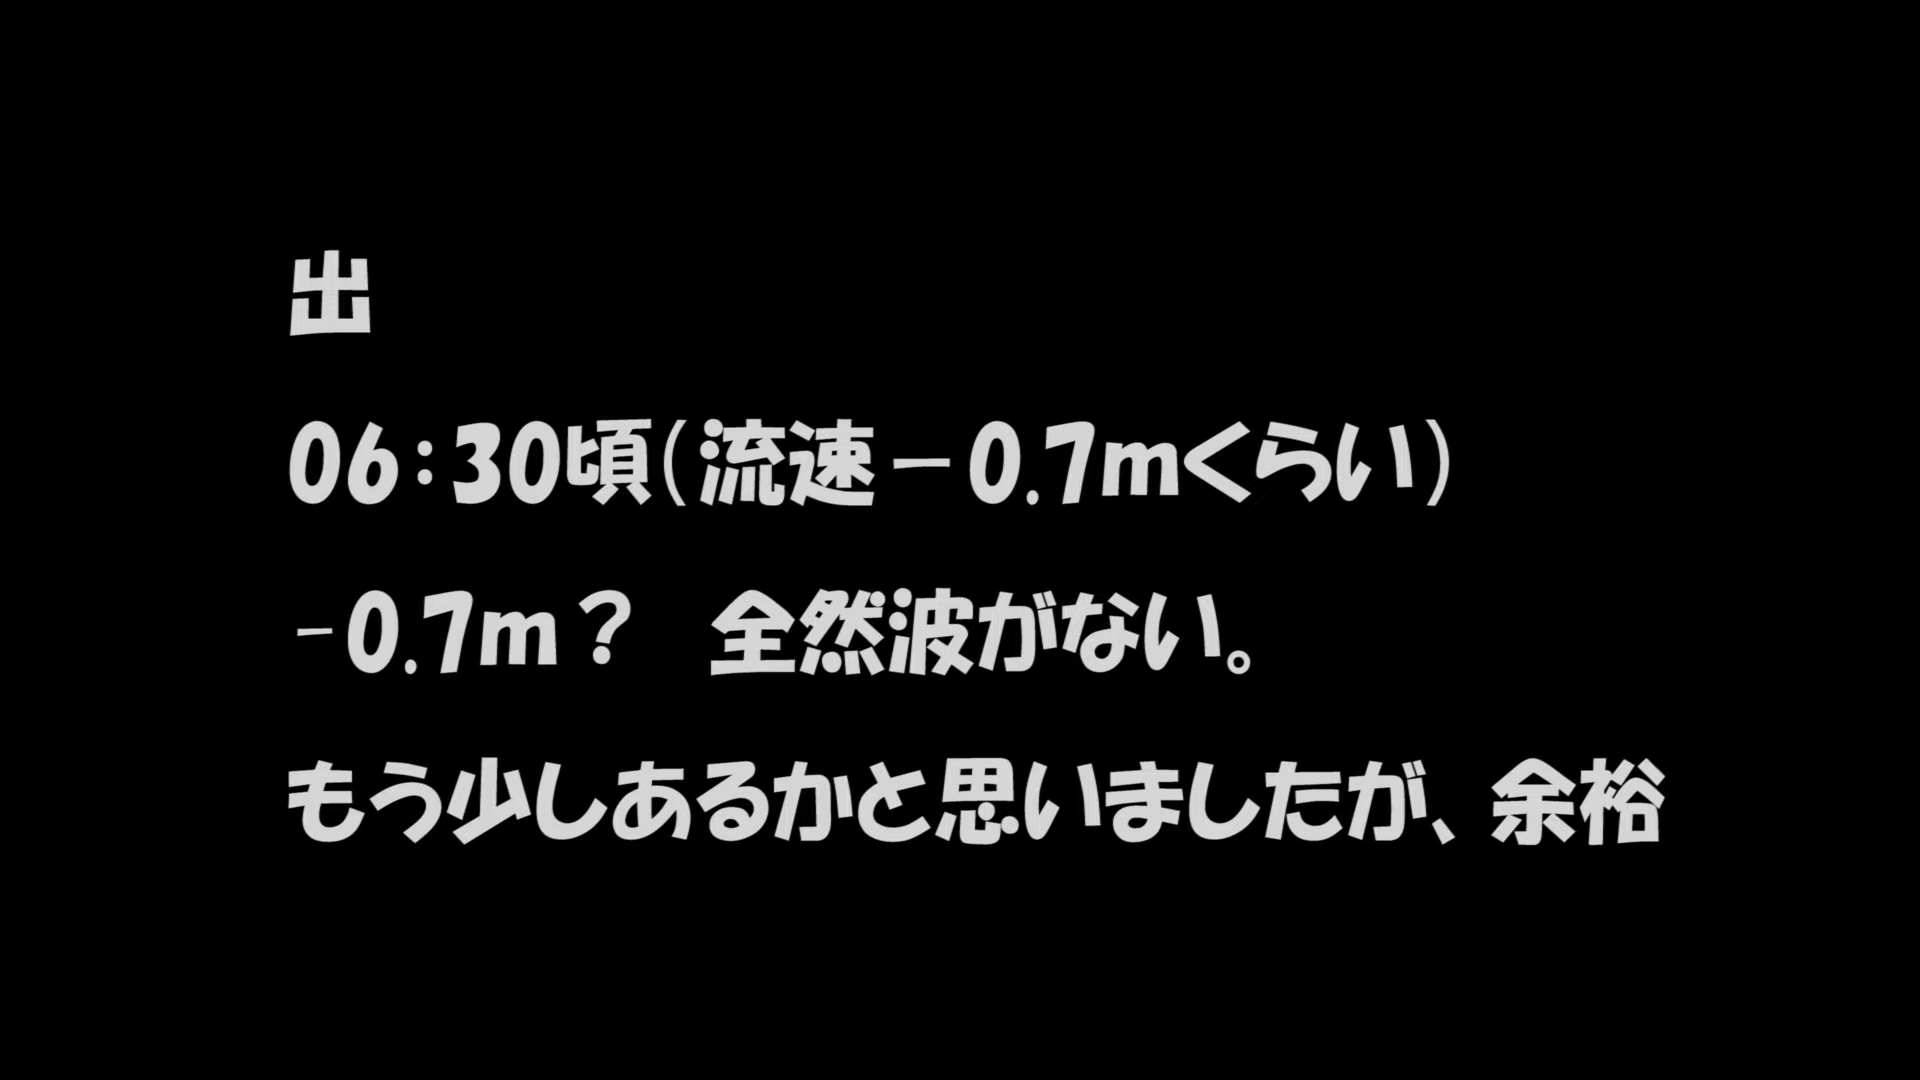 出
06:30頃(流速－0.7mくらい)
-0.7m？　全然波がない。
もう少しあるかと思いましたが、余裕